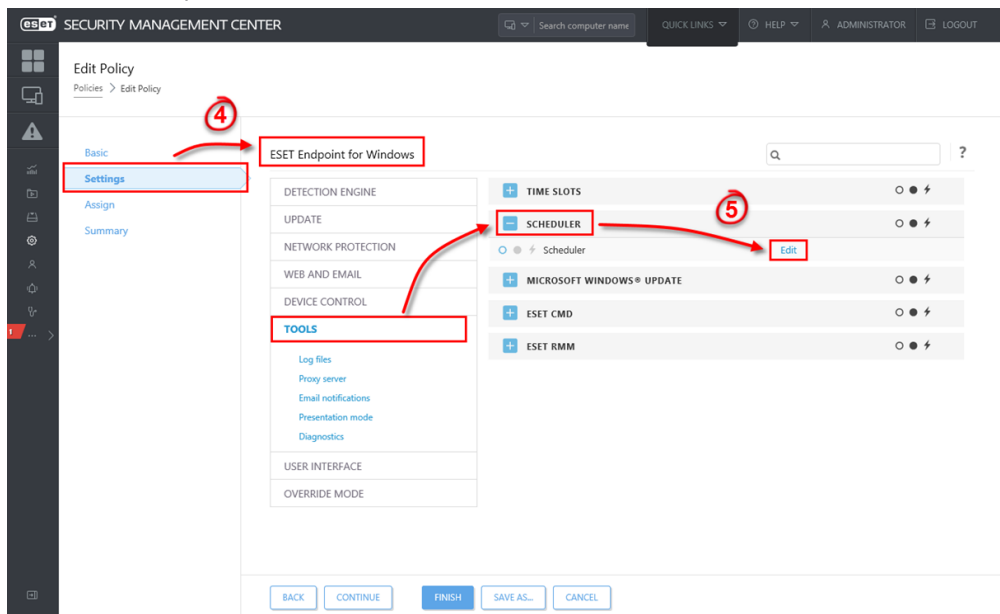 eset SECURITY MANAGEMENT CENTER Search computer name QUICK LINKS HELP ADMINISTRATOR LOGOUT
Edit Policy
Policies > Edit Policy
4
Basic
Settings
Assign
Summary
ESET Endpoint for Windows ?
DETECTION ENGINE
UPDATE
NETWORK PROTECTION
WEB AND EMAIL
DEVICE CONTROL
TOOLS
Log files
Proxy server
Email notifications
Presentation mode
Diagnostics
USER INTERFACE
OVERRIDE MODE
TIME SLOTS
5
SCHEDULER
Scheduler Edit
MICROSOFT WINDOWS® UPDATE
ESET CMD
ESET RMM
1 ... >
BACK CONTINUE FINISH SAVE AS... CANCEL